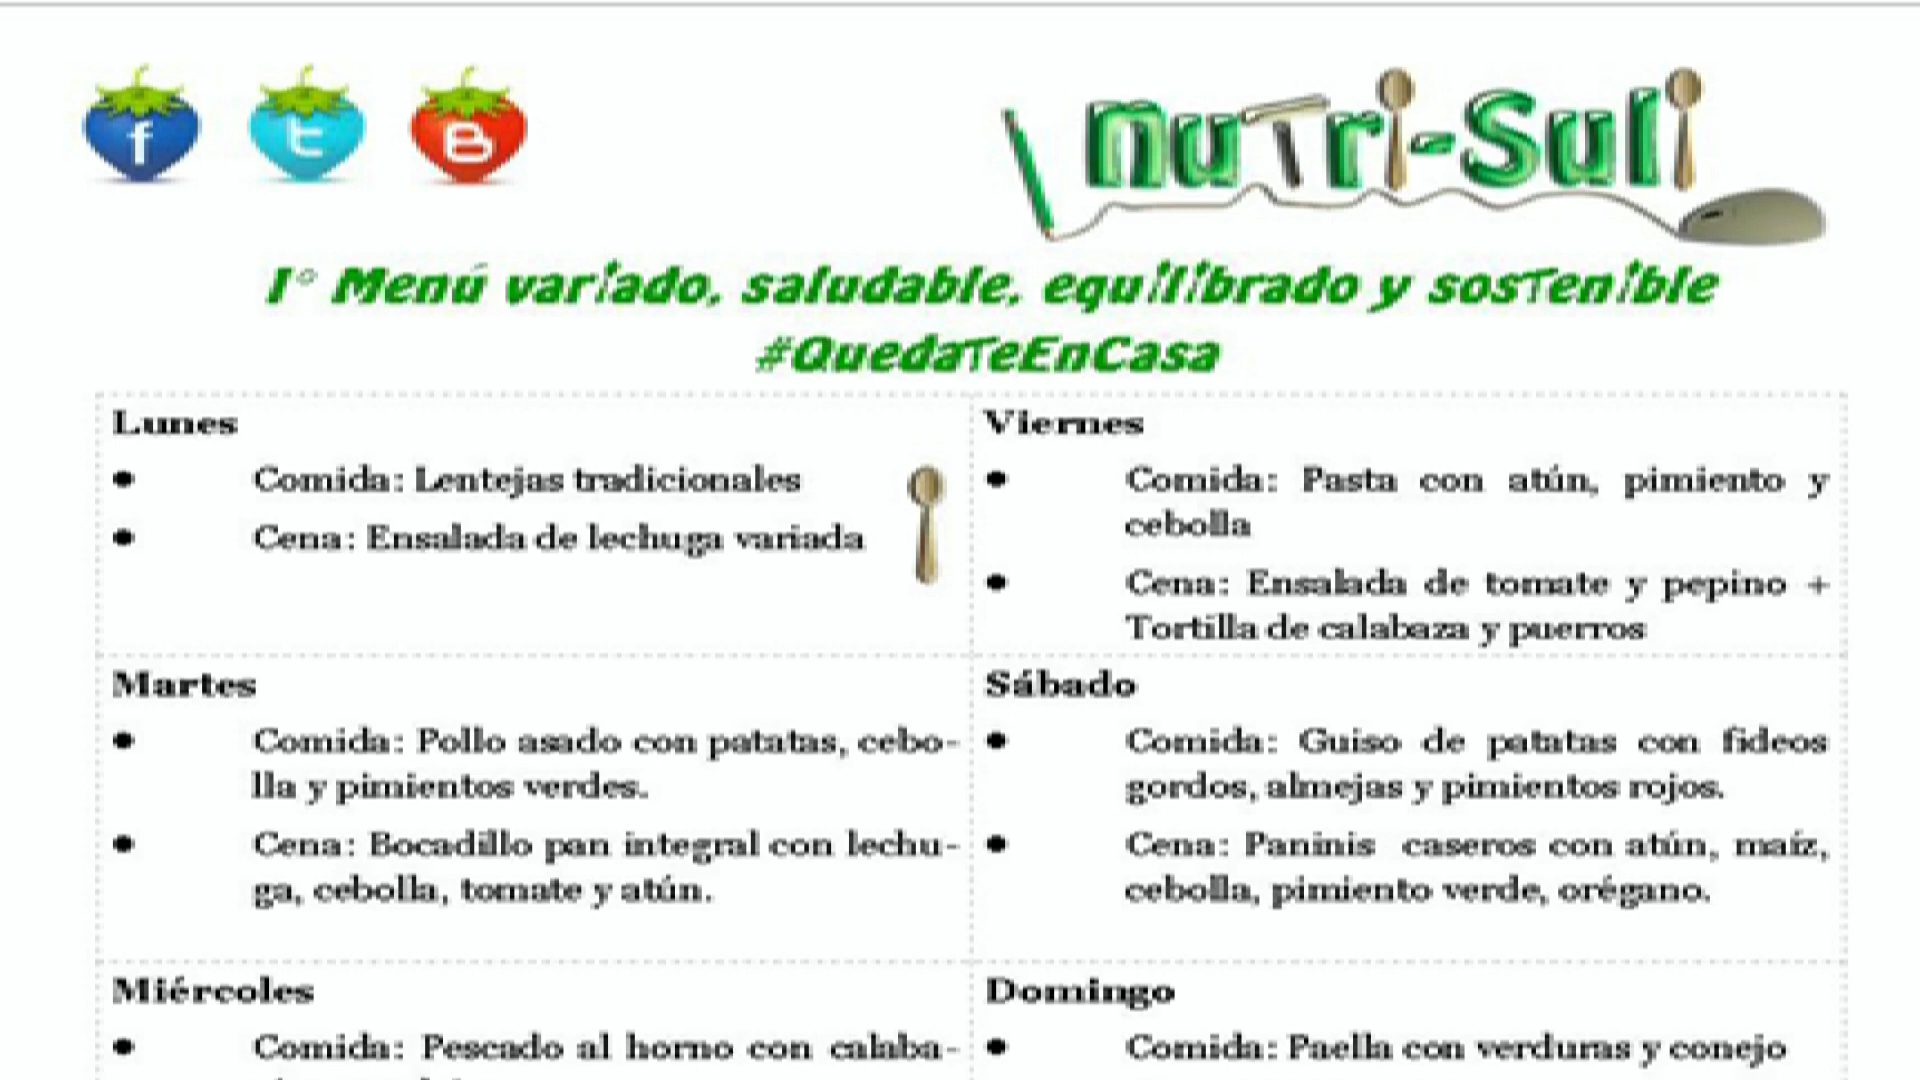 f t B
nuTri-Suli
1º Menú variado, saludable, equilibrado y sosTenible
#QuedaTeEnCasa
Lunes
● Comida: Lentejas tradicionales
● Cena: Ensalada de lechuga variada
Martes
● Comida: Pollo asado con patatas, cebo-
lla y pimientos verdes.
● Cena: Bocadillo pan integral con lechu-
ga, cebolla, tomate y atún.
Miércoles
● Comida: Pescado al horno con calaba-
Viernes
● Comida: Pasta con atún, pimiento y
cebolla
● Cena: Ensalada de tomate y pepino +
Tortilla de calabaza y puerros
Sábado
● Comida: Guiso de patatas con fideos
gordos, almejas y pimientos rojos.
● Cena: Paninis caseros con atún, maíz,
cebolla, pimiento verde, orégano.
Domingo
● Comida: Paella con verduras y conejo